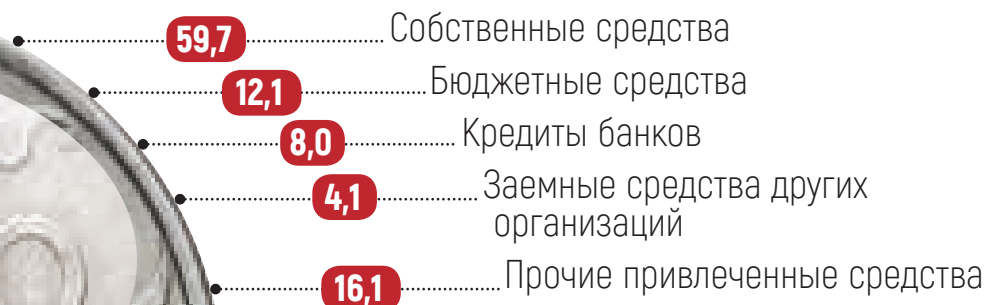 59,7 Собственные средства
12,1 Бюджетные средства
8,0 Кредиты банков
4,1 Заемные средства других
организаций
16,1 Прочие привлеченные средства